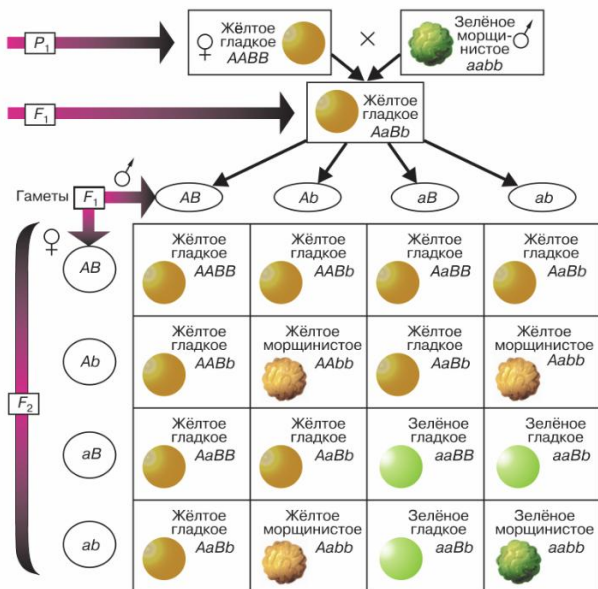 P1
♀ Жёлтое гладкое AABB
×
Зелёное морщи-
нистое ♂
aabb
F1
Жёлтое
гладкое
AaBb
Гаметы F1 ♂
AB Ab aB ab
♀
F2
AB
Жёлтое Жёлтое Жёлтое Жёлтое
гладкое гладкое гладкое гладкое
AABB AABb AaBB AaBb
Ab
Жёлтое Жёлтое Жёлтое Жёлтое
гладкое морщинистое гладкое морщинистое
AABb AAbb AaBb Aabb
aB
Жёлтое Жёлтое Зелёное Зелёное
гладкое гладкое гладкое гладкое
AaBB AaBb aaBB aaBb
ab
Жёлтое Жёлтое Зелёное Зелёное
гладкое морщинистое гладкое морщинистое
AaBb Aabb aaBb aabb